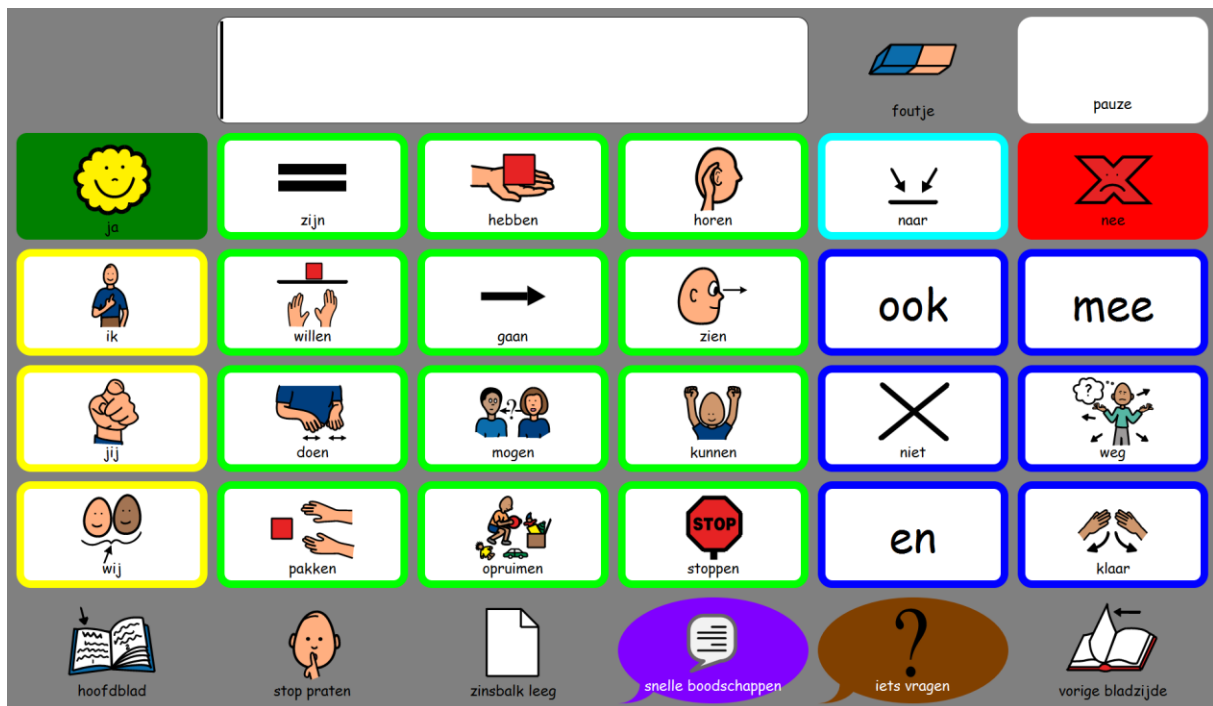 foutje
pauze
ja
zijn
hebben
horen
naar
nee
ik
willen
gaan
zien
ook
mee
jij
doen
?
mogen
kunnen
niet
?
weg
wij
pakken
opruimen
STOP
stoppen
en
klaar
hoofdblad
stop praten
zinsbalk leeg
snelle boodschappen
?
iets vragen
vorige bladzijde